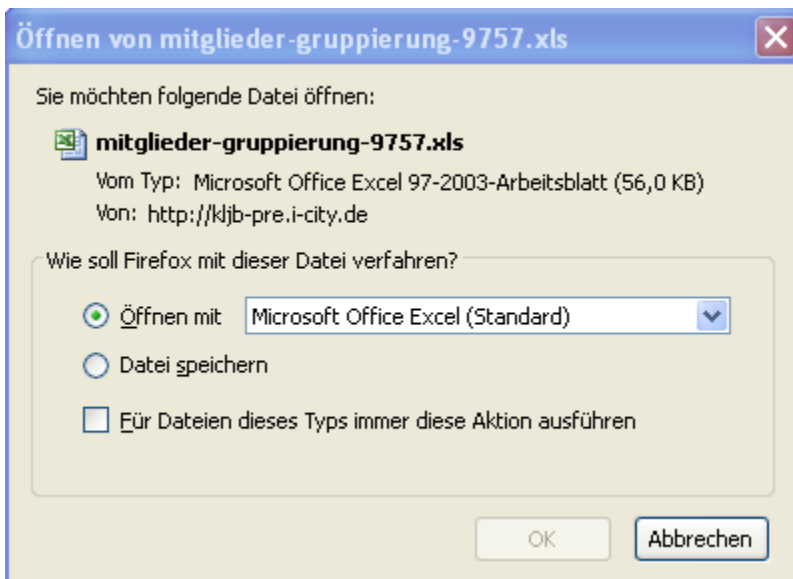 Öffnen von mitglieder-gruppierung-9757.xls
Sie möchten folgende Datei öffnen:
mitglieder-gruppierung-9757.xls
Vom Typ: Microsoft Office Excel 97-2003-Arbeitsblatt (56,0 KB)
Von: http://kljb-pre.i-city.de
Wie soll Firefox mit dieser Datei verfahren?
Öffnen mit Microsoft Office Excel (Standard)
Datei speichern
Für Dateien dieses Typs immer diese Aktion ausführen
OK Abbrechen